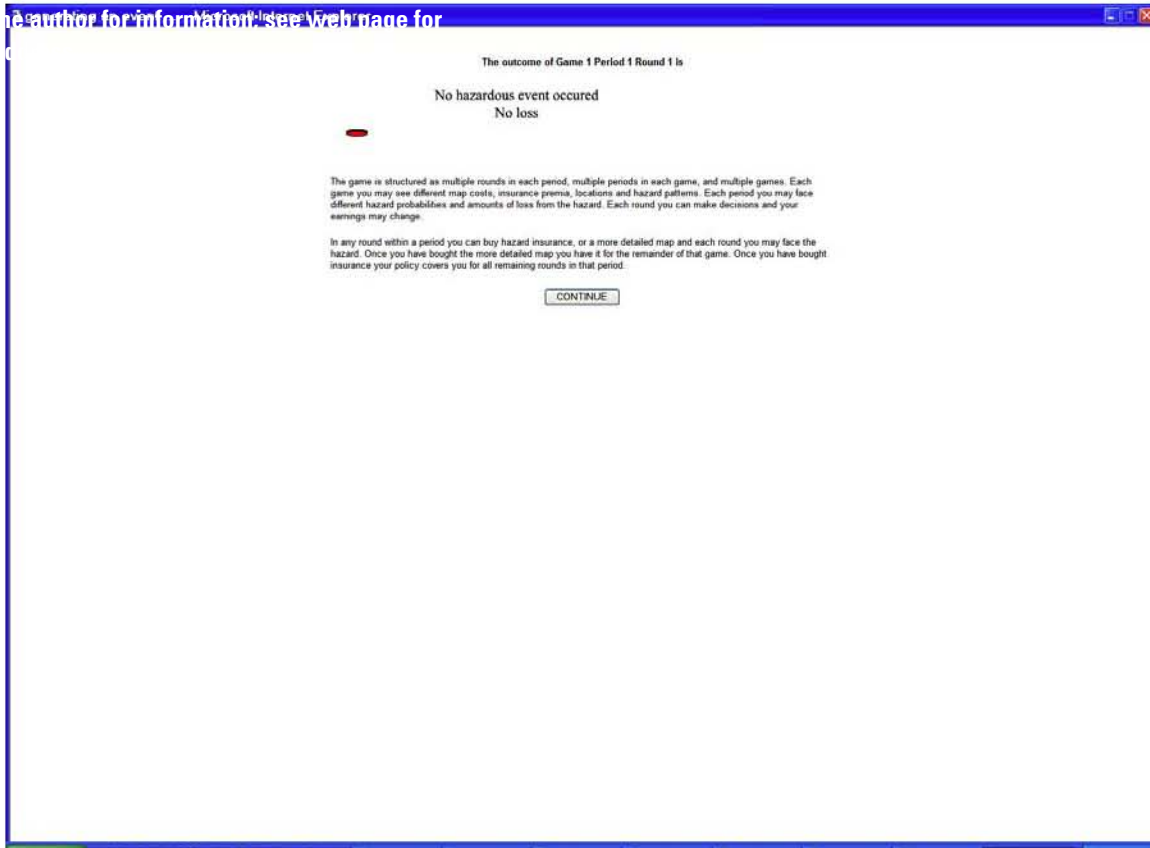 he author for information; see Web page for
The outcome of Game 1 Period 1 Round 1 is
No hazardous event occured
No loss
The game is structured as multiple rounds in each period, multiple periods in each game, and multiple games. Each
game you may see different map costs, insurance premia, locations and hazard patterns. Each period you may face
different hazard probabilities and amounts of loss from the hazard. Each round you can make decisions and your
earnings may change.
In any round within a period you can buy hazard insurance, or a more detailed map and each round you may face the
hazard. Once you have bought the more detailed map you have it for the remainder of that game. Once you have bought
insurance your policy covers you for all remaining rounds in that period.
CONTINUE